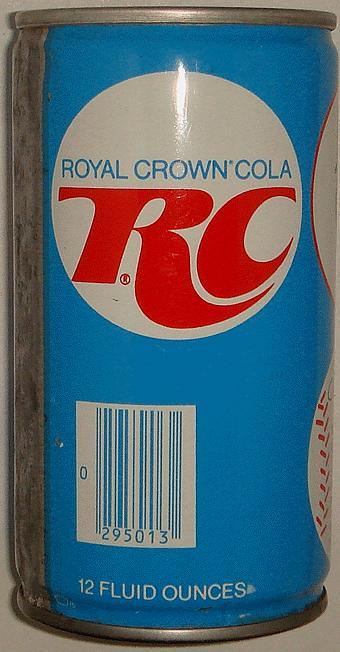 ROYAL CROWN® COLA
RC®
0
295013
12 FLUID OUNCES